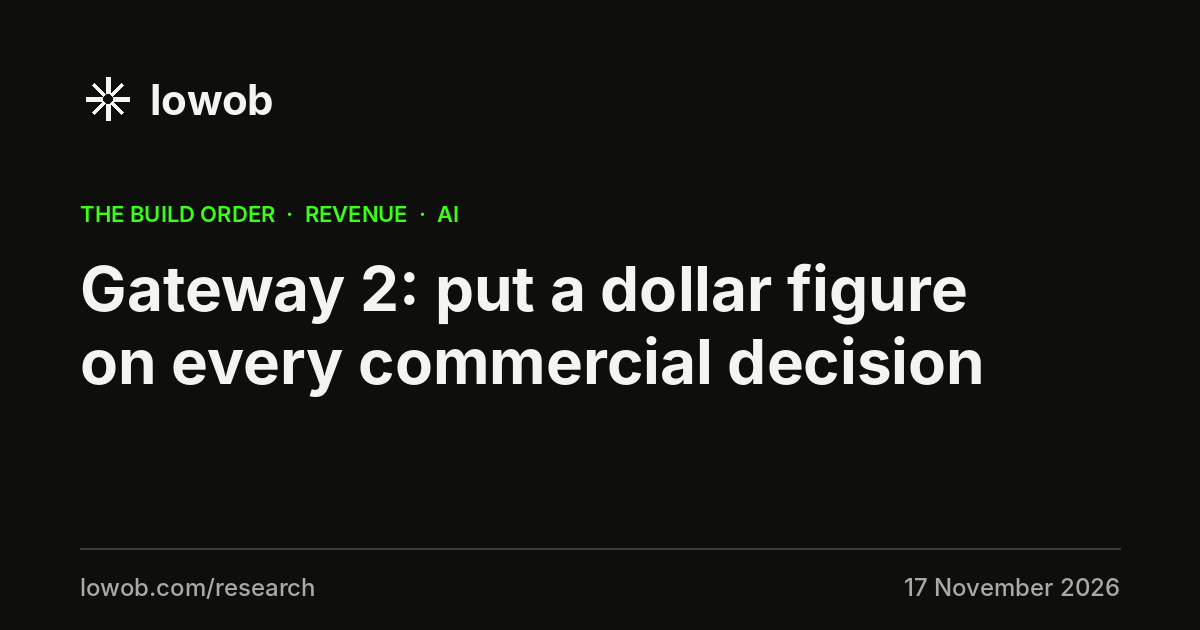 lowob
THE BUILD ORDER · REVENUE · AI
Gateway 2: put a dollar figure
on every commercial decision
lowob.com/research
17 November 2026